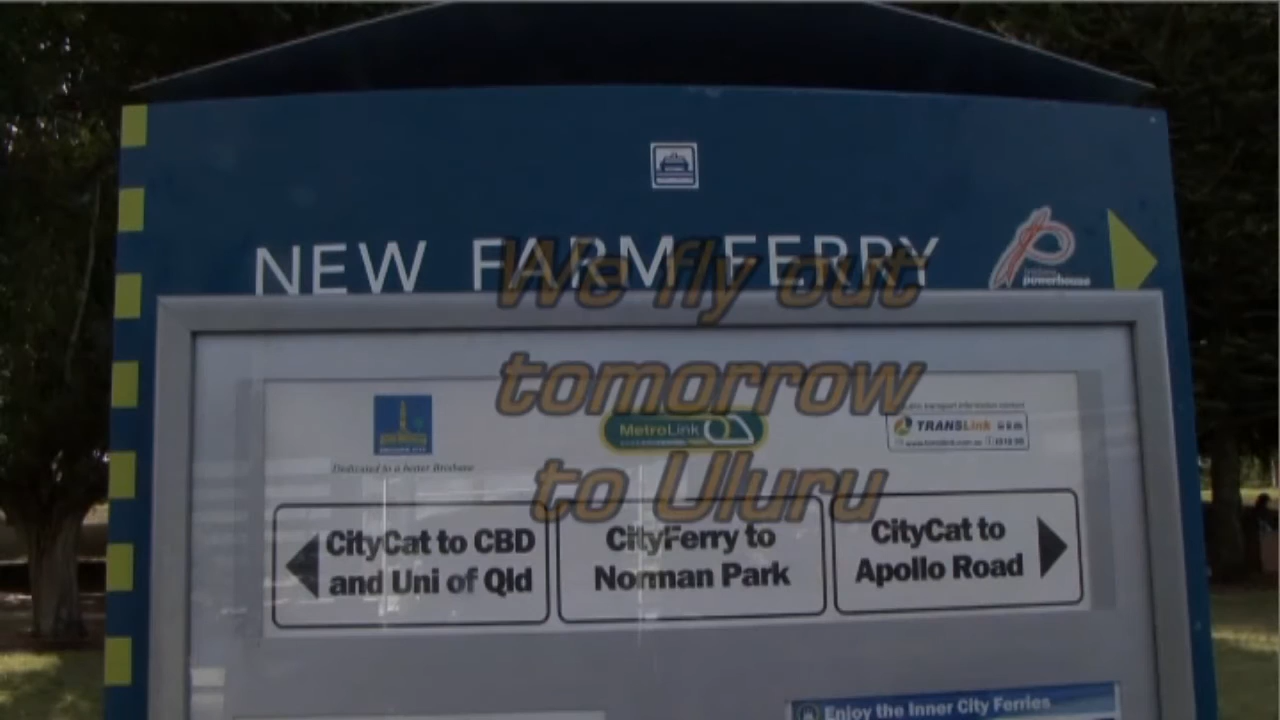 NEW FARM FERRY
powerhouse
We fly out
tomorrow
to Uluru
MetroLink
TRANSLink
Dedicated to a better Brisbane
CityCat to CBD
and Uni of Qld
CityFerry to
Norman Park
CityCat to
Apollo Road
Enjoy the Inner City Ferries